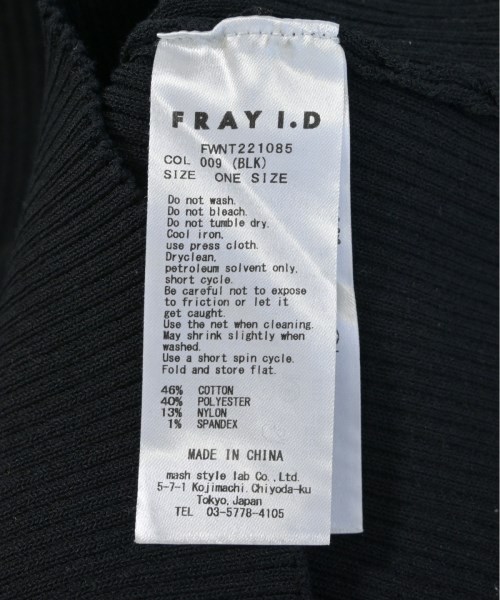 FRAY I.D
FWNT221085
COL 009 (BLK)
SIZE ONE SIZE
Do not wash.
Do not bleach.
Do not tumble dry.
Cool iron.
use press cloth.
Dryclean,
petroleum solvent only,
short cycle.
Be careful not to expose
to friction or let it
get caught.
Use the net when cleaning.
May shrink slightly when
washed.
Use a short spin cycle.
Fold and store flat.
46% COTTON
40% POLYESTER
13% NYLON
1% SPANDEX
MADE IN CHINA
mash style lab Co.,Ltd.
5-7-1 Kojimachi.Chiyoda-ku
Tokyo,Japan
TEL 03-5778-4105